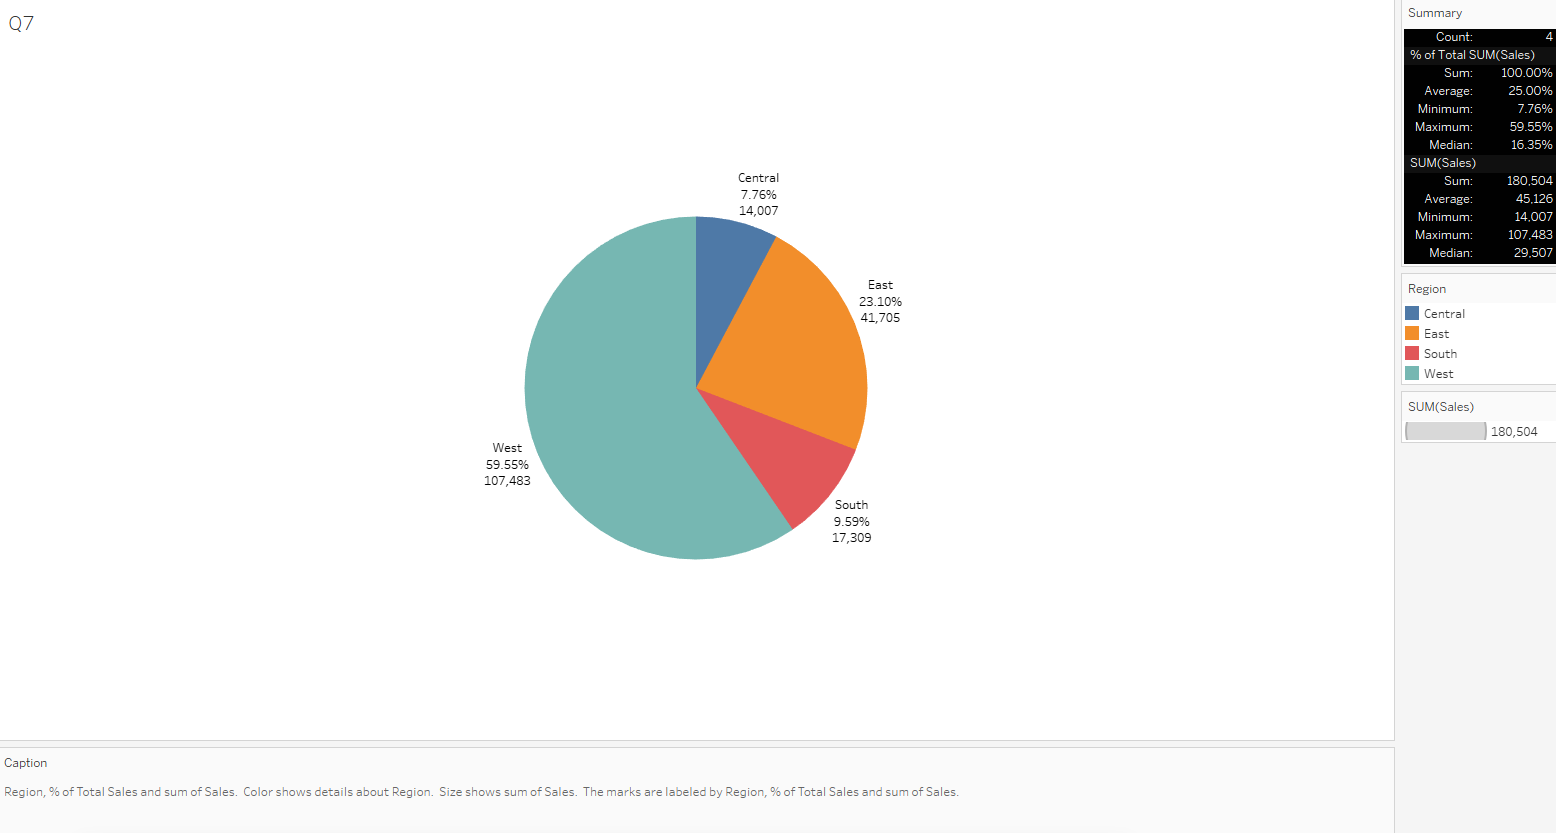 Q7
Central
7.76%
14,007
East
23.10%
41,705
West
59.55%
107,483
South
9.59%
17,309
Summary
Count: 4
% of Total SUM(Sales)
Sum: 100.00%
Average: 25.00%
Minimum: 7.76%
Maximum: 59.55%
Median: 16.35%
SUM(Sales)
Sum: 180,504
Average: 45,126
Minimum: 14,007
Maximum: 107,483
Median: 29,507
Region
Central
East
South
West
SUM(Sales)
180,504
Caption
Region, % of Total Sales and sum of Sales.  Color shows details about Region.  Size shows sum of Sales.  The marks are labeled by Region, % of Total Sales and sum of Sales.